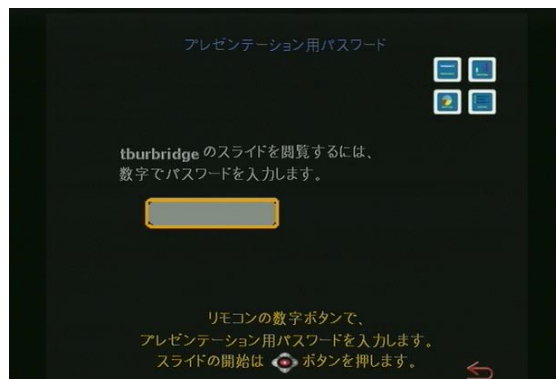 プレゼンテーション用パスワード
tburbridge のスライドを閲覧するには、
数字でパスワードを入力します。
リモコンの数字ボタンで、
プレゼンテーション用パスワードを入力します。
スライドの開始は ボタンを押します。